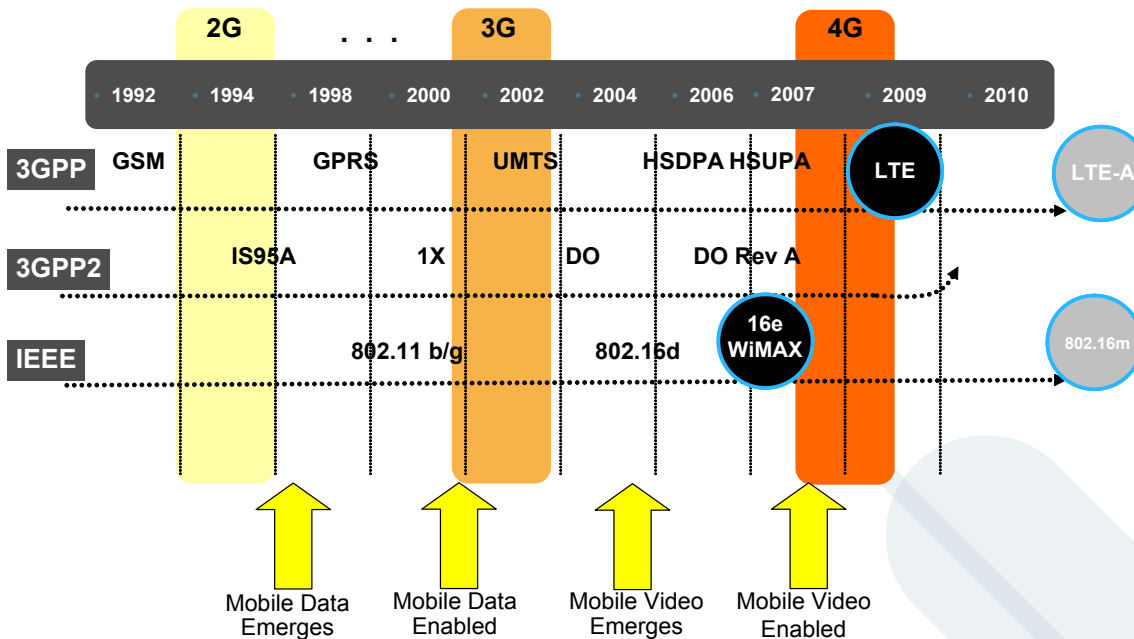 2G . . . 3G 4G
• 1992 • 1994 • 1998 • 2000 • 2002 • 2004 • 2006 • 2007 • 2009 • 2010
3GPP GSM GPRS UMTS HSDPA HSUPA LTE LTE-A
3GPP2 IS95A 1X DO DO Rev A
IEEE 802.11 b/g 802.16d 16e
WiMAX 802.16m
Mobile Data
Emerges
Mobile Data
Enabled
Mobile Video
Emerges
Mobile Video
Enabled